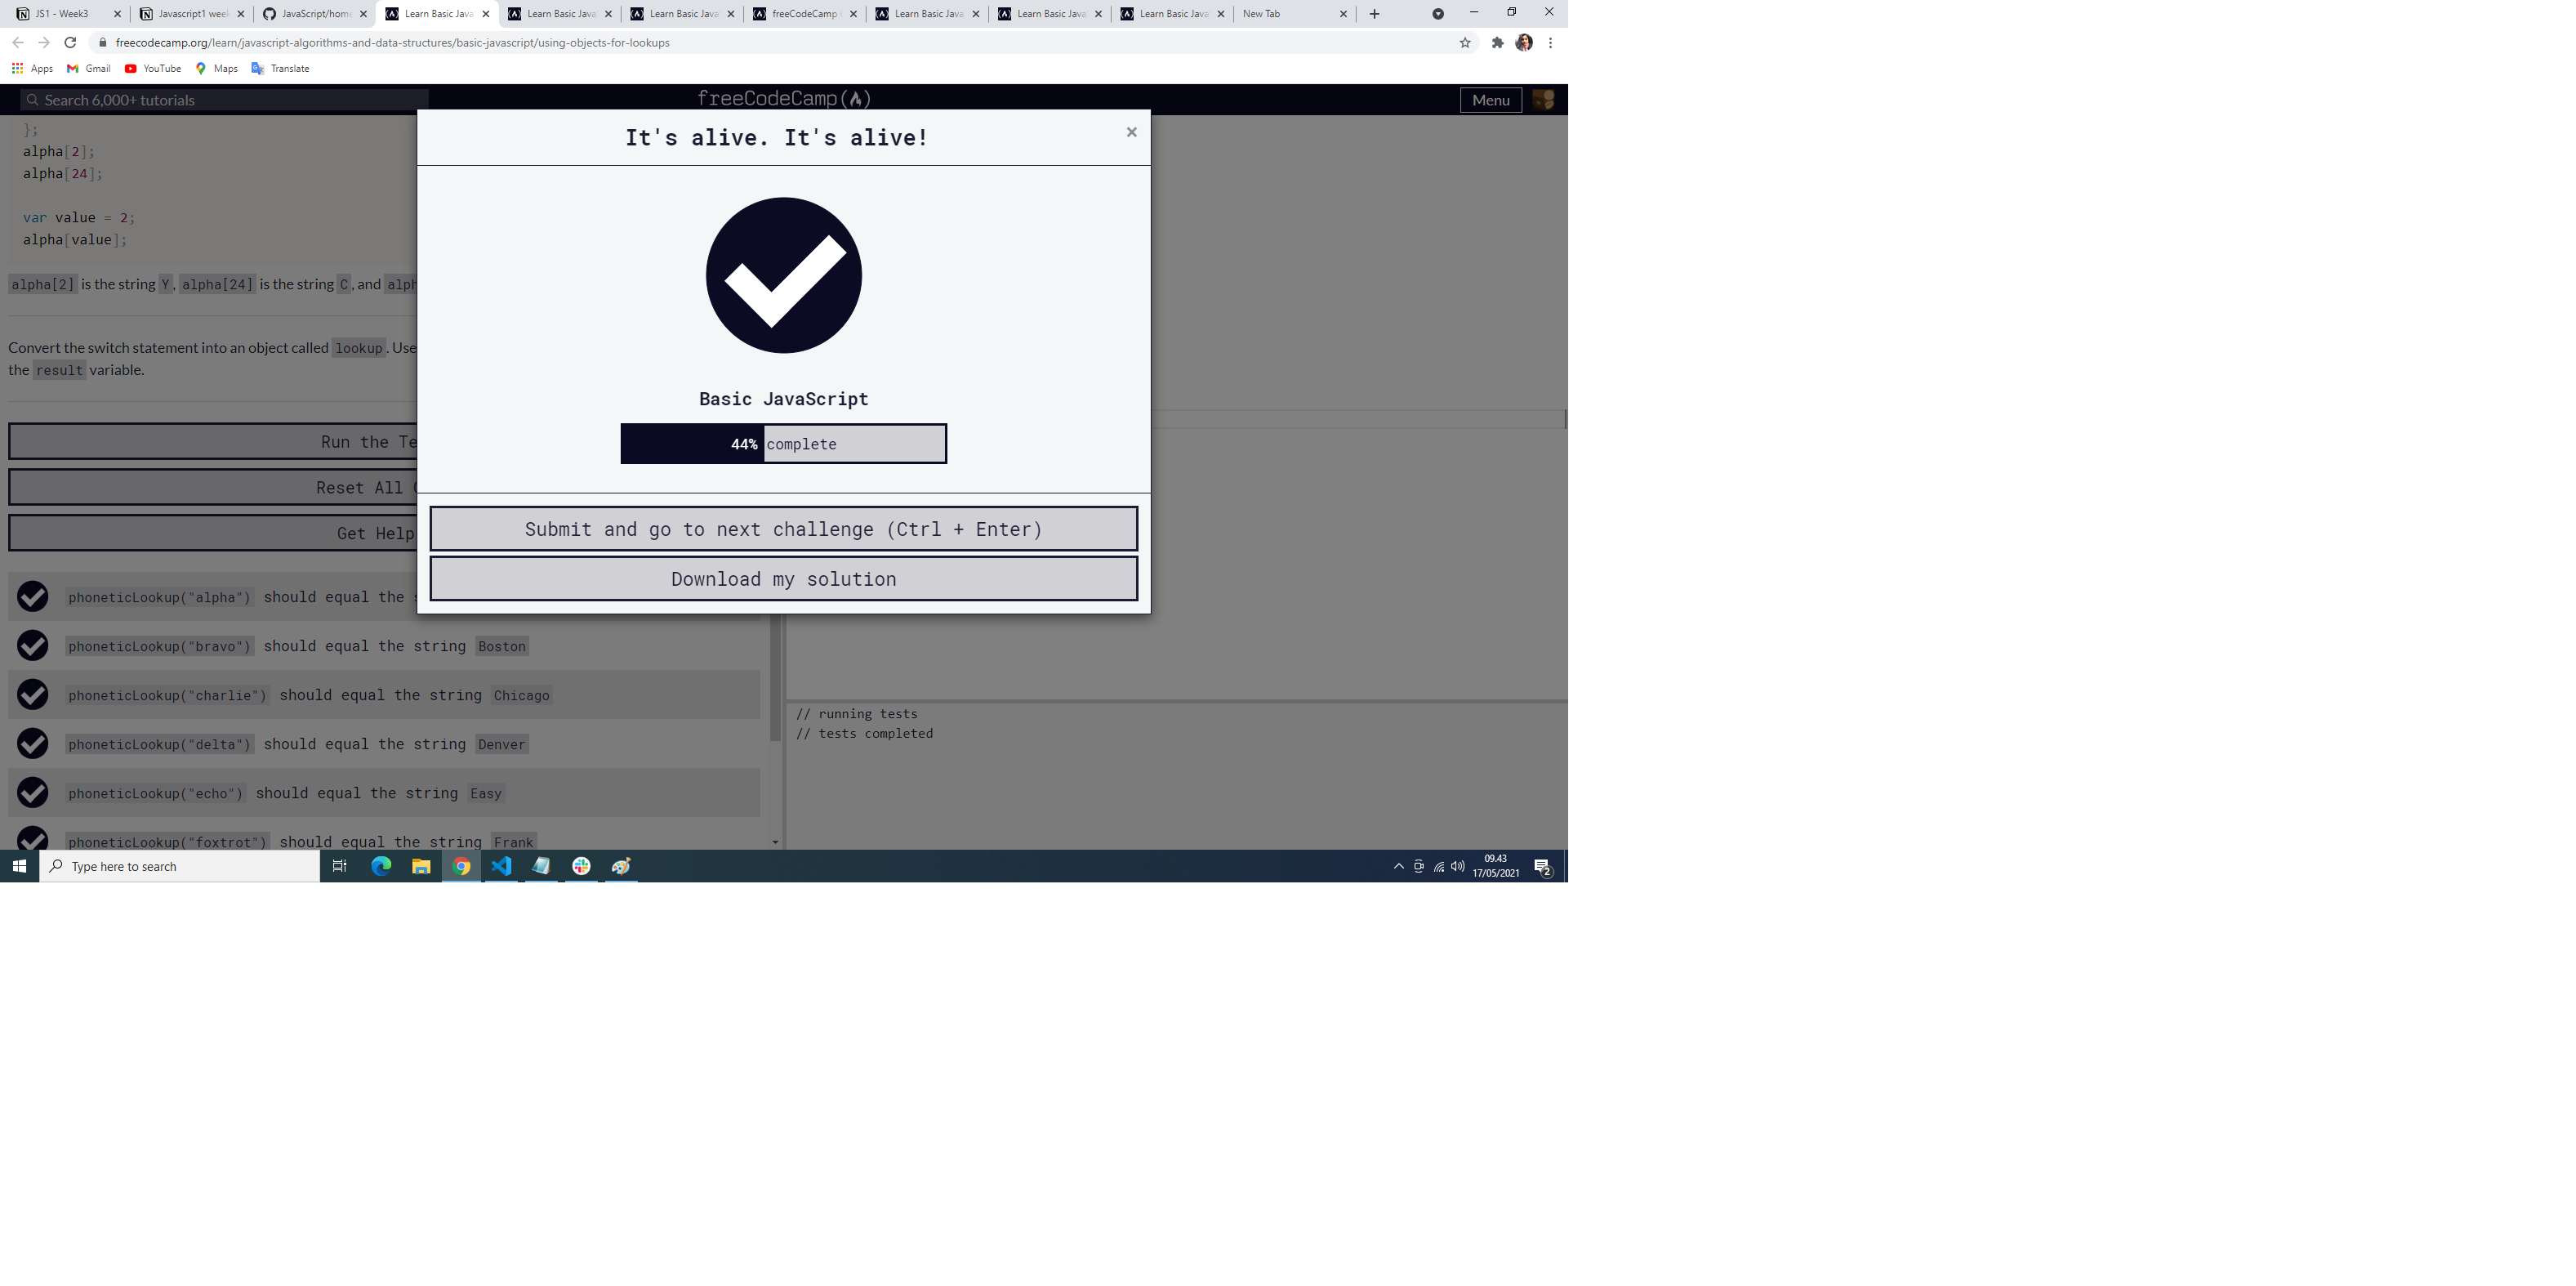 JS1 - Week3
Javascript1 week
JavaScript/home
Learn Basic Java
Learn Basic Java
Learn Basic Java
freeCodeCamp
Learn Basic Java
Learn Basic Java
Learn Basic Java
New Tab
freecodecamp.org/learn/javascript-algorithms-and-data-structures/basic-javascript/using-objects-for-lookups
Apps Gmail YouTube Maps Translate
Search 6,000+ tutorials
freeCodeCamp
Menu
};
alpha[2];
alpha[24];
var value = 2;
alpha[value];
alpha[2] is the string Y, alpha[24] is the string C, and alph
Convert the switch statement into an object called lookup. Use
the result variable.
Run the Te
Reset All
Get Help
phoneticLookup("alpha") should equal the
phoneticLookup("bravo") should equal the string Boston
phoneticLookup("charlie") should equal the string Chicago
phoneticLookup("delta") should equal the string Denver
phoneticLookup("echo") should equal the string Easy
phoneticLookup("foxtrot") should equal the string Frank
It's alive. It's alive!
Basic JavaScript
44% complete
Submit and go to next challenge (Ctrl + Enter)
Download my solution
// running tests
// tests completed
Type here to search
09.43
17/05/2021
2